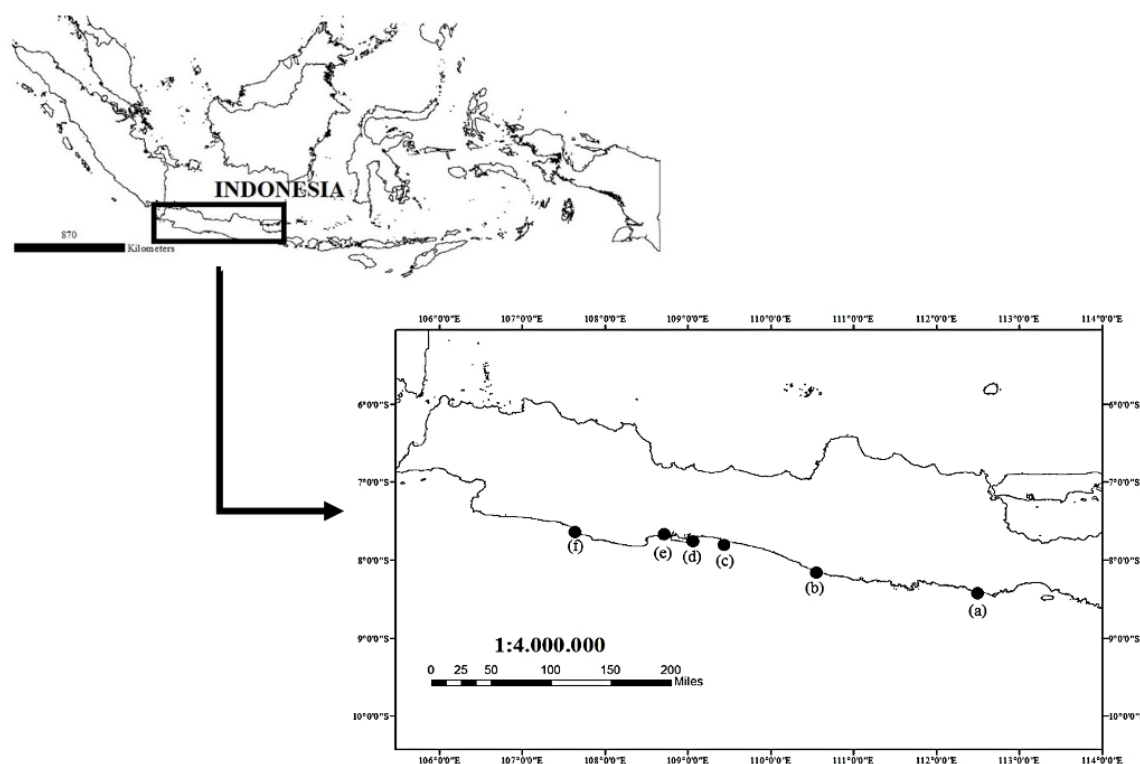 INDONESIA
870
Kilometers
106°0'0"E 107°0'0"E 108°0'0"E 109°0'0"E 110°0'0"E 111°0'0"E 112°0'0"E 113°0'0"E 114°0'0"E
6°0'0"S 6°0'0"S
7°0'0"S 7°0'0"S
(f) (e) (d) (c)
8°0'0"S 8°0'0"S
(b) (a)
1:4.000.000
9°0'0"S 9°0'0"S
0 25 50 100 150 200
Miles
10°0'0"S 10°0'0"S
106°0'0"E 107°0'0"E 108°0'0"E 109°0'0"E 110°0'0"E 111°0'0"E 112°0'0"E 113°0'0"E 114°0'0"E